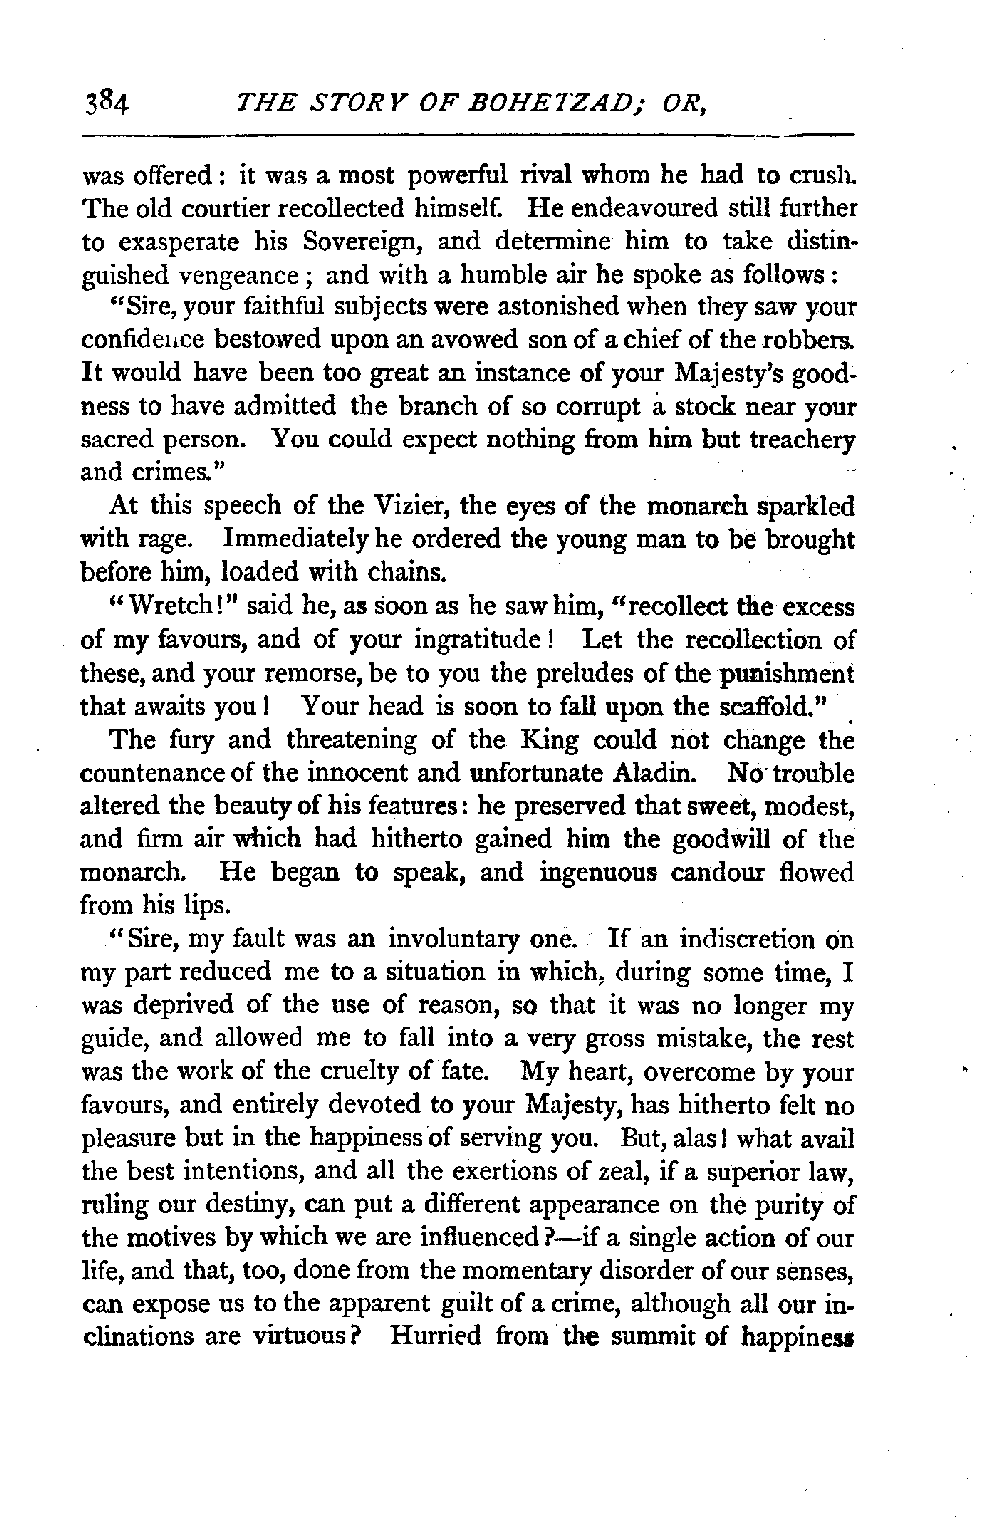 384 THE STORY OF BOHETZAD; OR,
was offered : it was a most powerful rival whom he had to crush.
The old courtier recollected himself. He endeavoured still further
to exasperate his Sovereign, and determine him to take distin-
guished vengeance ; and with a humble air he spoke as follows :
"Sire, your faithful subjects were astonished when they saw your
confidence bestowed upon an avowed son of a chief of the robbers.
It would have been too great an instance of your Majesty's good-
ness to have admitted the branch of so corrupt a stock near your
sacred person. You could expect nothing from him but treachery
and crimes."
At this speech of the Vizier, the eyes of the monarch sparkled
with rage. Immediately he ordered the young man to be brought
before him, loaded with chains.
"Wretch!" said he, as soon as he saw him, "recollect the excess
of my favours, and of your ingratitude ! Let the recollection of
these, and your remorse, be to you the preludes of the punishment
that awaits you ! Your head is soon to fall upon the scaffold."
The fury and threatening of the King could not change the
countenance of the innocent and unfortunate Aladin. No trouble
altered the beauty of his features : he preserved that sweet, modest,
and firm air which had hitherto gained him the goodwill of the
monarch. He began to speak, and ingenuous candour flowed
from his lips.
"Sire, my fault was an involuntary one. If an indiscretion on
my part reduced me to a situation in which, during some time, I
was deprived of the use of reason, so that it was no longer my
guide, and allowed me to fall into a very gross mistake, the rest
was the work of the cruelty of fate. My heart, overcome by your
favours, and entirely devoted to your Majesty, has hitherto felt no
pleasure but in the happiness of serving you. But, alas! what avail
the best intentions, and all the exertions of zeal, if a superior law,
ruling our destiny, can put a different appearance on the purity of
the motives by which we are influenced ?—if a single action of our
life, and that, too, done from the momentary disorder of our senses,
can expose us to the apparent guilt of a crime, although all our in-
clinations are virtuous? Hurried from the summit of happiness